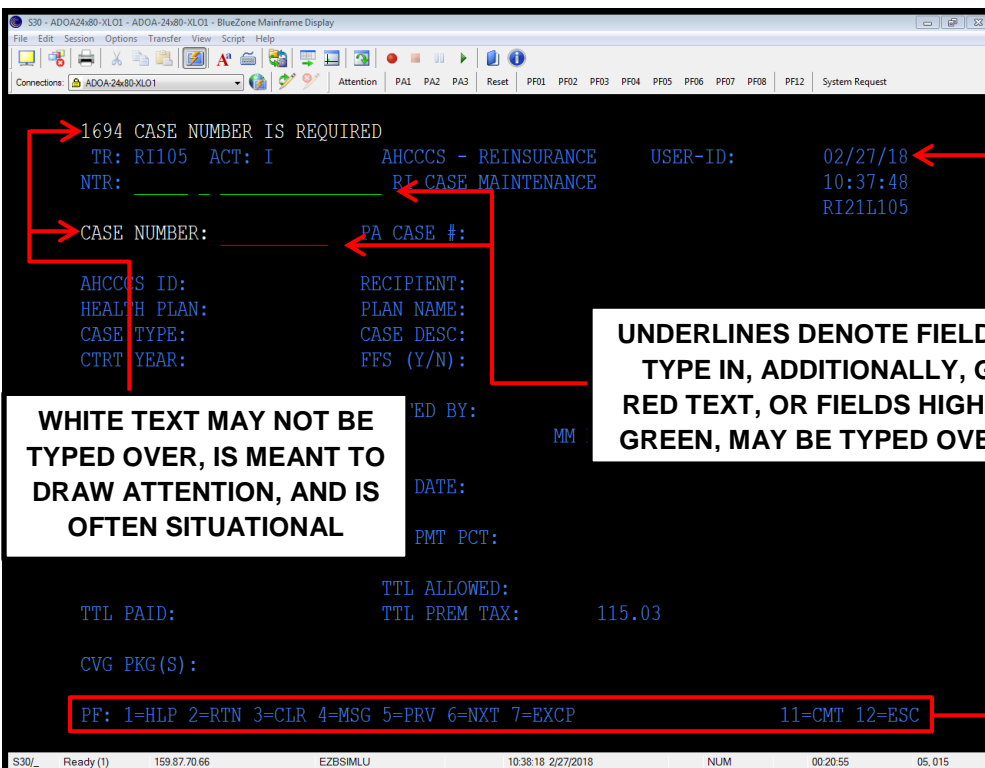 S30 - ADOA24x80-XLO1 - ADOA-24x80-XLO1 - BlueZone Mainframe Display
File Edit Session Options Transfer View Script Help
Connections: ADOA-24x80-XLO1 Attention PA1 PA2 PA3 Reset PF01 PF02 PF03 PF04 PF05 PF06 PF07 PF08 PF12 System Request
1694 CASE NUMBER IS REQUIRED
TR: RI105 ACT: I AHCCCS - REINSURANCE USER-ID: 02/27/18
NTR: _____ _ __________ RI CASE MAINTENANCE 10:37:48
RI21L105
CASE NUMBER: __________ PA CASE #:
AHCCCS ID: RECIPIENT:
HEALTH PLAN: PLAN NAME:
CASE TYPE: CASE DESC:
CTRT YEAR: FFS (Y/N):
UNDERLINES DENOTE FIELD
TYPE IN, ADDITIONALLY, G
RED TEXT, OR FIELDS HIGH
GREEN, MAY BE TYPED OVE
WHITE TEXT MAY NOT BE
TYPED OVER, IS MEANT TO
DRAW ATTENTION, AND IS
OFTEN SITUATIONAL
ED BY:
MM
DATE:
PMT PCT:
TTL ALLOWED:
TTL PAID: TTL PREM TAX: 115.03
CVG PKG(S):
PF: 1=HLP 2=RTN 3=CLR 4=MSG 5=PRV 6=NXT 7=EXCP 11=CMT 12=ESC
S30/_ Ready (1) 159.87.70.66 EZBSIMLU 10:38:18 2/27/2018 NUM 00:20:55 05, 015